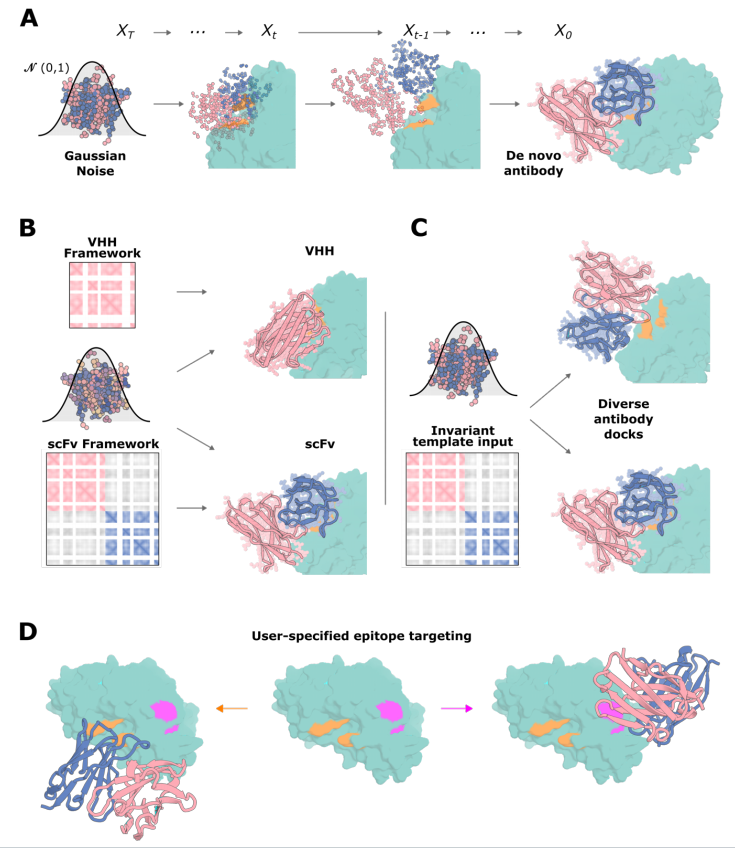 A
X_T ... X_t X_{t-1} ... X_0
𝒩 (0,1)
Gaussian
Noise
De novo
antibody
B
VHH
Framework
VHH
scFv Framework
scFv
C
Invariant
template input
Diverse
antibody
docks
D
User-specified epitope targeting